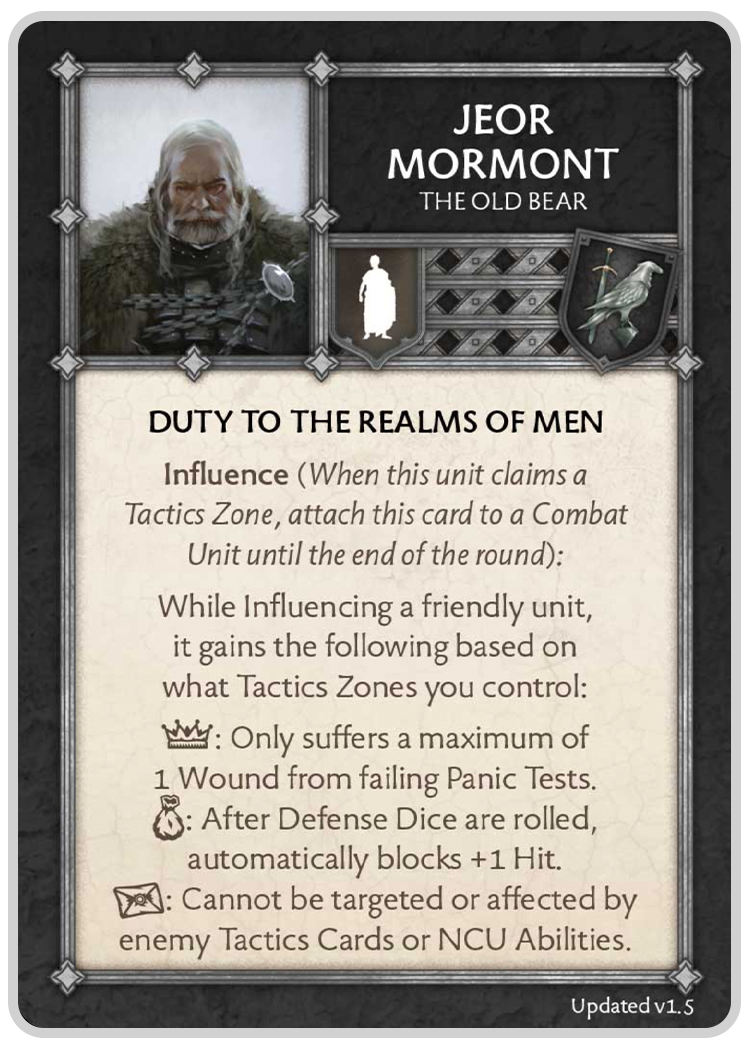 JEOR
MORMONT
THE OLD BEAR
DUTY TO THE REALMS OF MEN
Influence (When this unit claims a
Tactics Zone, attach this card to a Combat
Unit until the end of the round):
While Influencing a friendly unit,
it gains the following based on
what Tactics Zones you control:
: Only suffers a maximum of
1 Wound from failing Panic Tests.
: After Defense Dice are rolled,
automatically blocks +1 Hit.
: Cannot be targeted or affected by
enemy Tactics Cards or NCU Abilities.
Updated v1.5